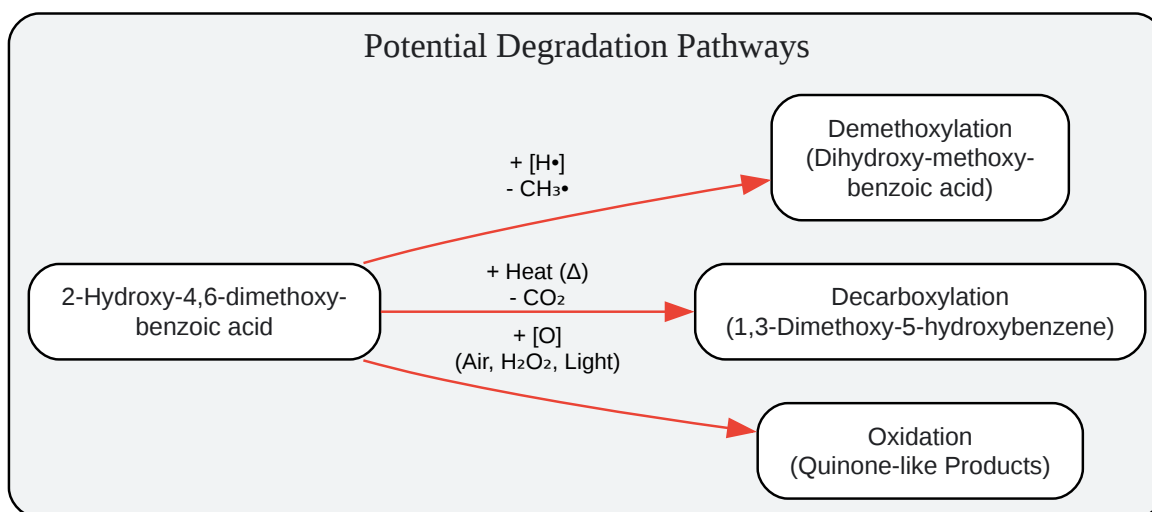 Potential Degradation Pathways
Demethoxylation
(Dihydroxy-methoxy-
benzoic acid)
+ [H•]
- CH₃•
2-Hydroxy-4,6-dimethoxy-
benzoic acid
+ Heat (Δ)
- CO₂
Decarboxylation
(1,3-Dimethoxy-5-hydroxybenzene)
+ [O]
(Air, H₂O₂, Light)
Oxidation
(Quinone-like Products)